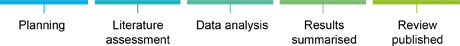 Planning
Literature
assessment
Data analysis
Results
summarised
Review
published